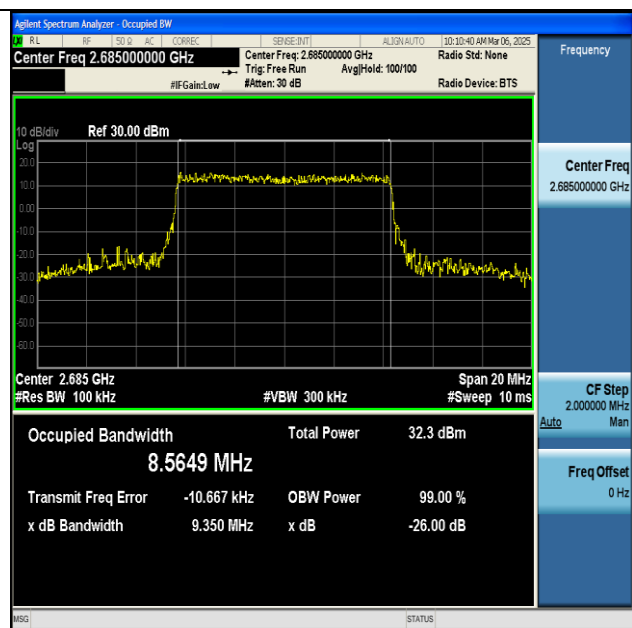 Agilent Spectrum Analyzer - Occupied BW
RL RF 50 Ω AC CORREC SENSE:INT ALIGN AUTO 10:10:40 AM Mar 06, 2025
Center Freq 2.685000000 GHz
Center Freq: 2.685000000 GHz Radio Std: None
Trig: Free Run Avg|Hold: 100/100
#IFGain:Low #Atten: 30 dB Radio Device: BTS
10 dB/div Ref 30.00 dBm
Log
20.0
10.0
0.00
-10.0
-20.0
-30.0
-40.0
-50.0
-60.0
Center 2.685 GHz Span 20 MHz
#Res BW 100 kHz #VBW 300 kHz #Sweep 10 ms
Occupied Bandwidth Total Power 32.3 dBm
8.5649 MHz
Transmit Freq Error -10.667 kHz OBW Power 99.00 %
x dB Bandwidth 9.350 MHz x dB -26.00 dB
MSG STATUS
Frequency
Center Freq
2.685000000 GHz
CF Step
2.000000 MHz
Auto Man
Freq Offset
0 Hz